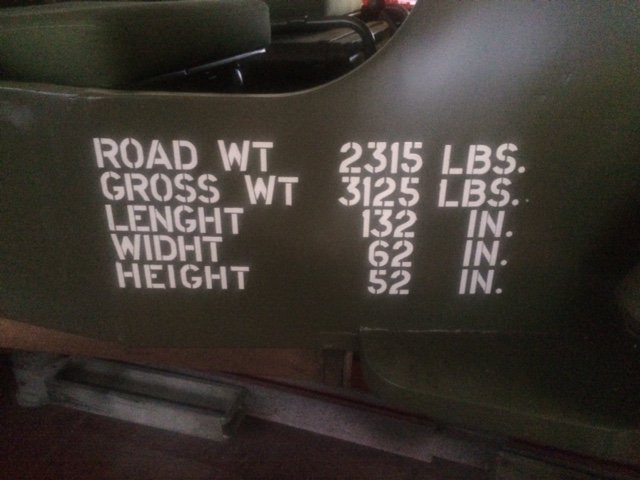 ROAD WT 2315 LBS.
GROSS WT 3125 LBS.
LENGHT 132 IN.
WIDHT 62 IN.
HEIGHT 52 IN.